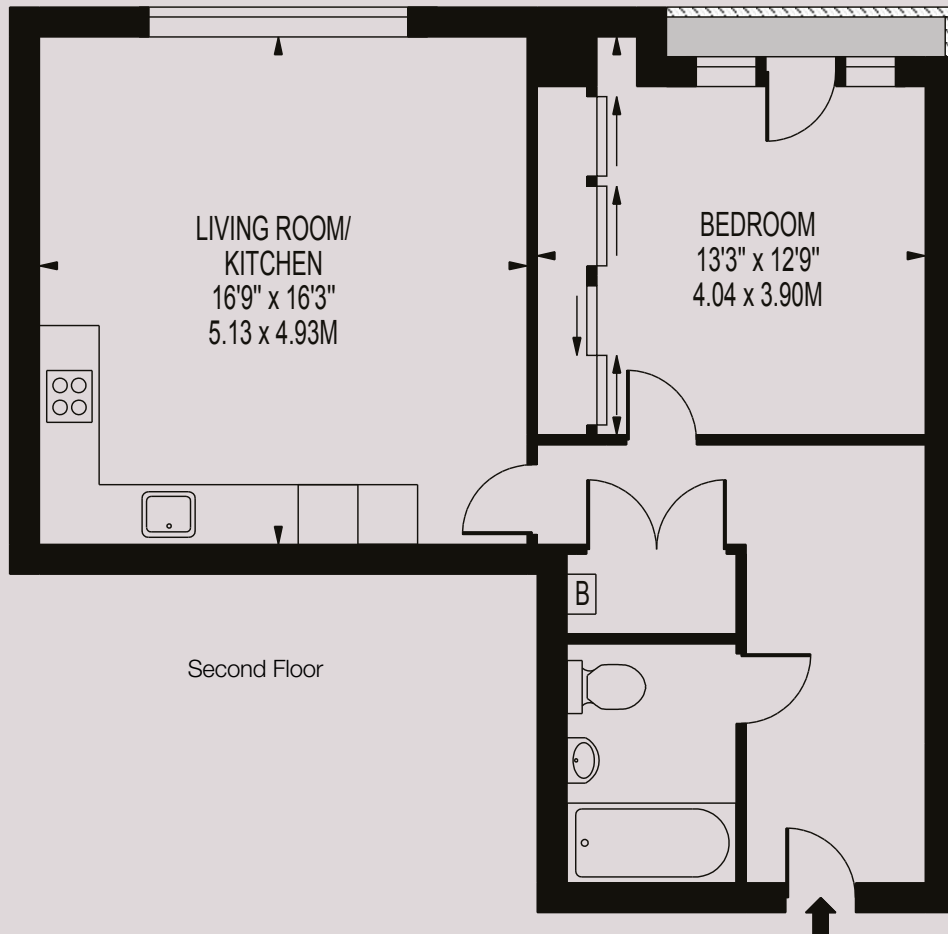 LIVING ROOM/
KITCHEN
16'9" x 16'3"
5.13 x 4.93M
BEDROOM
13'3" x 12'9"
4.04 x 3.90M
B
Second Floor